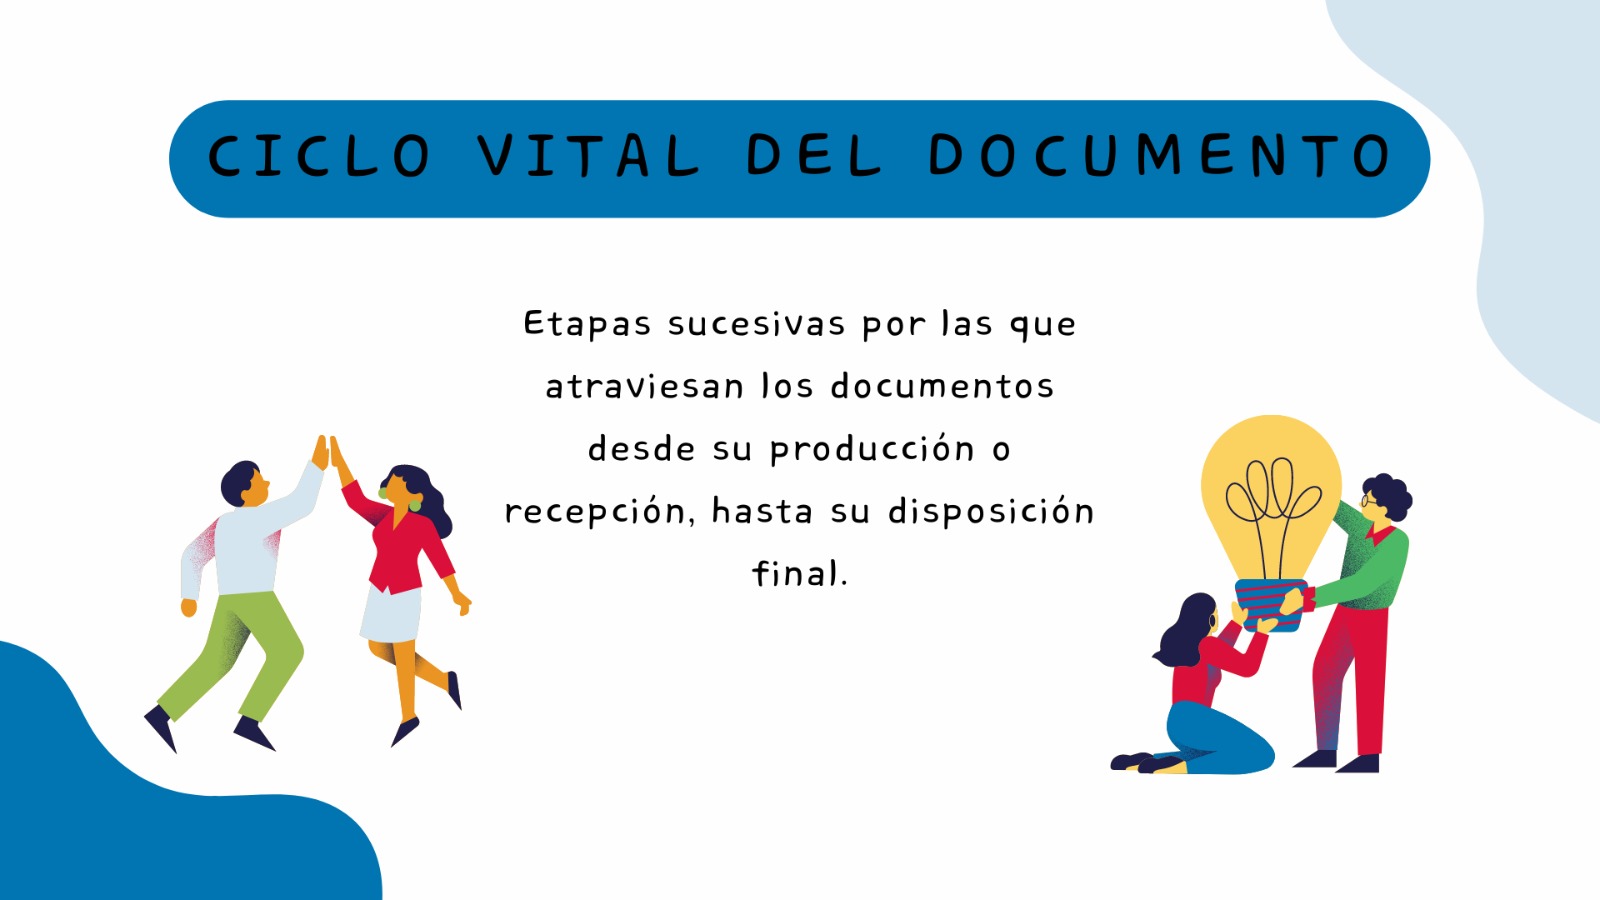 CICLO VITAL DEL DOCUMENTO
Etapas sucesivas por las que
atraviesan los documentos
desde su producción o
recepción, hasta su disposición
final.